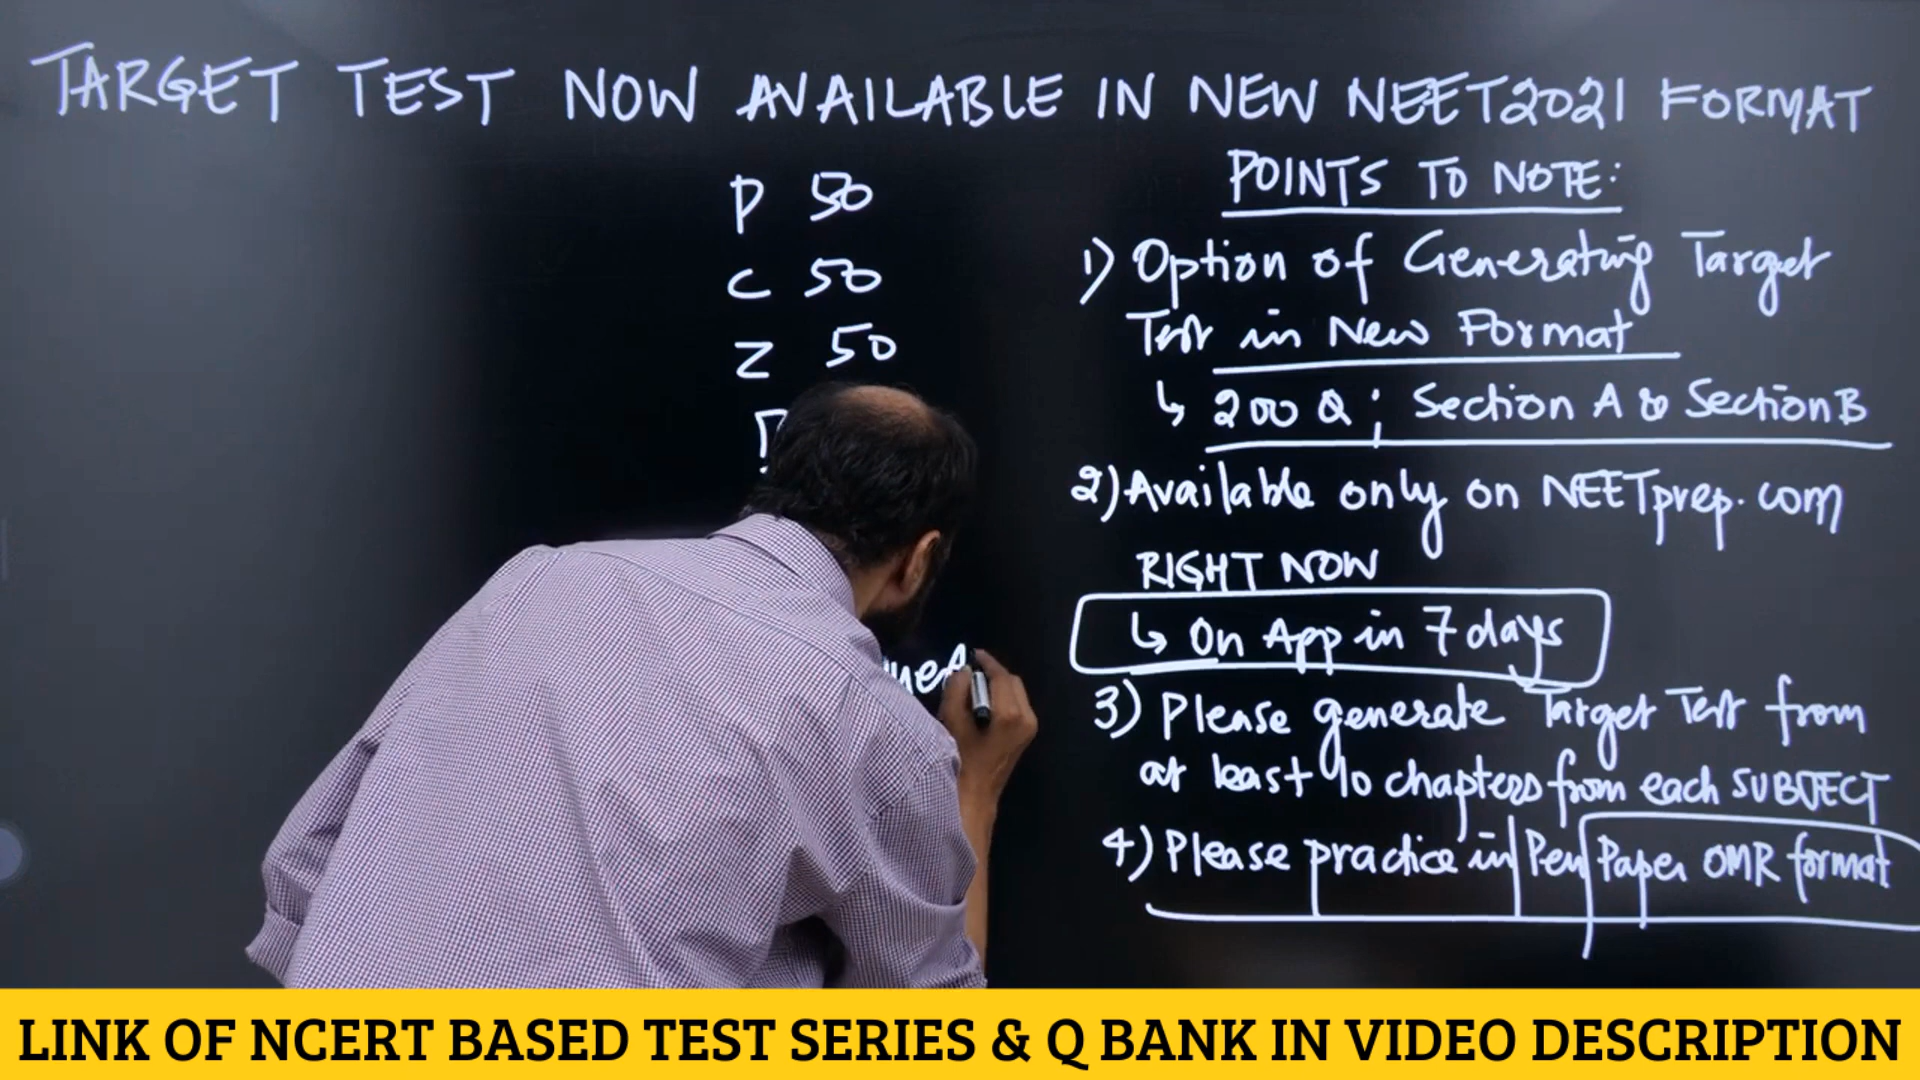 TARGET TEST NOW AVAILABLE IN NEW NEET2021 FORMAT
P 50
C 50
Z 50
POINTS TO NOTE:
1) Option of Generating Target
Test in New Format
↳ 200 Q ; Section A & Section B
2) Available only on NEETprep.com
RIGHT NOW
↳ On App in 7 days
3) Please generate Target Test from
at least 10 chapters from each SUBJECT
4) Please practice in Pen Paper OMR format
LINK OF NCERT BASED TEST SERIES & Q BANK IN VIDEO DESCRIPTION